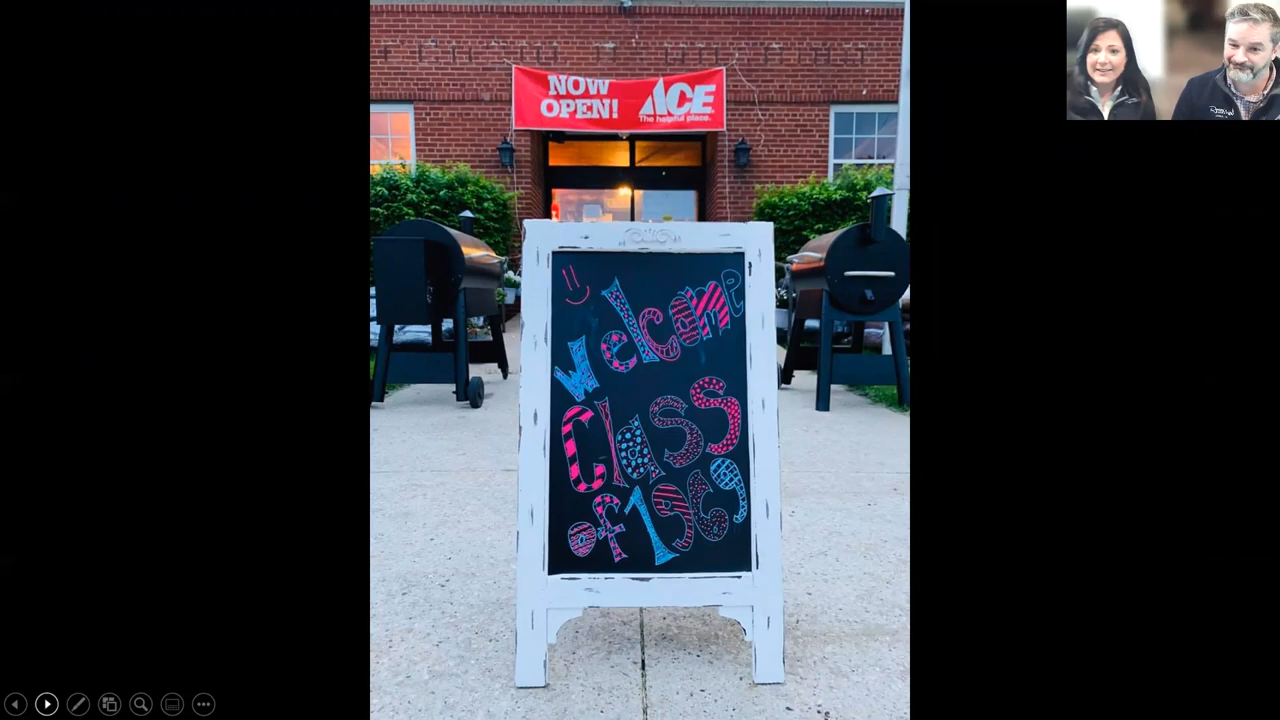 NOW
OPEN!
ACE
The helpful place.
Welcome
Class
of 1969